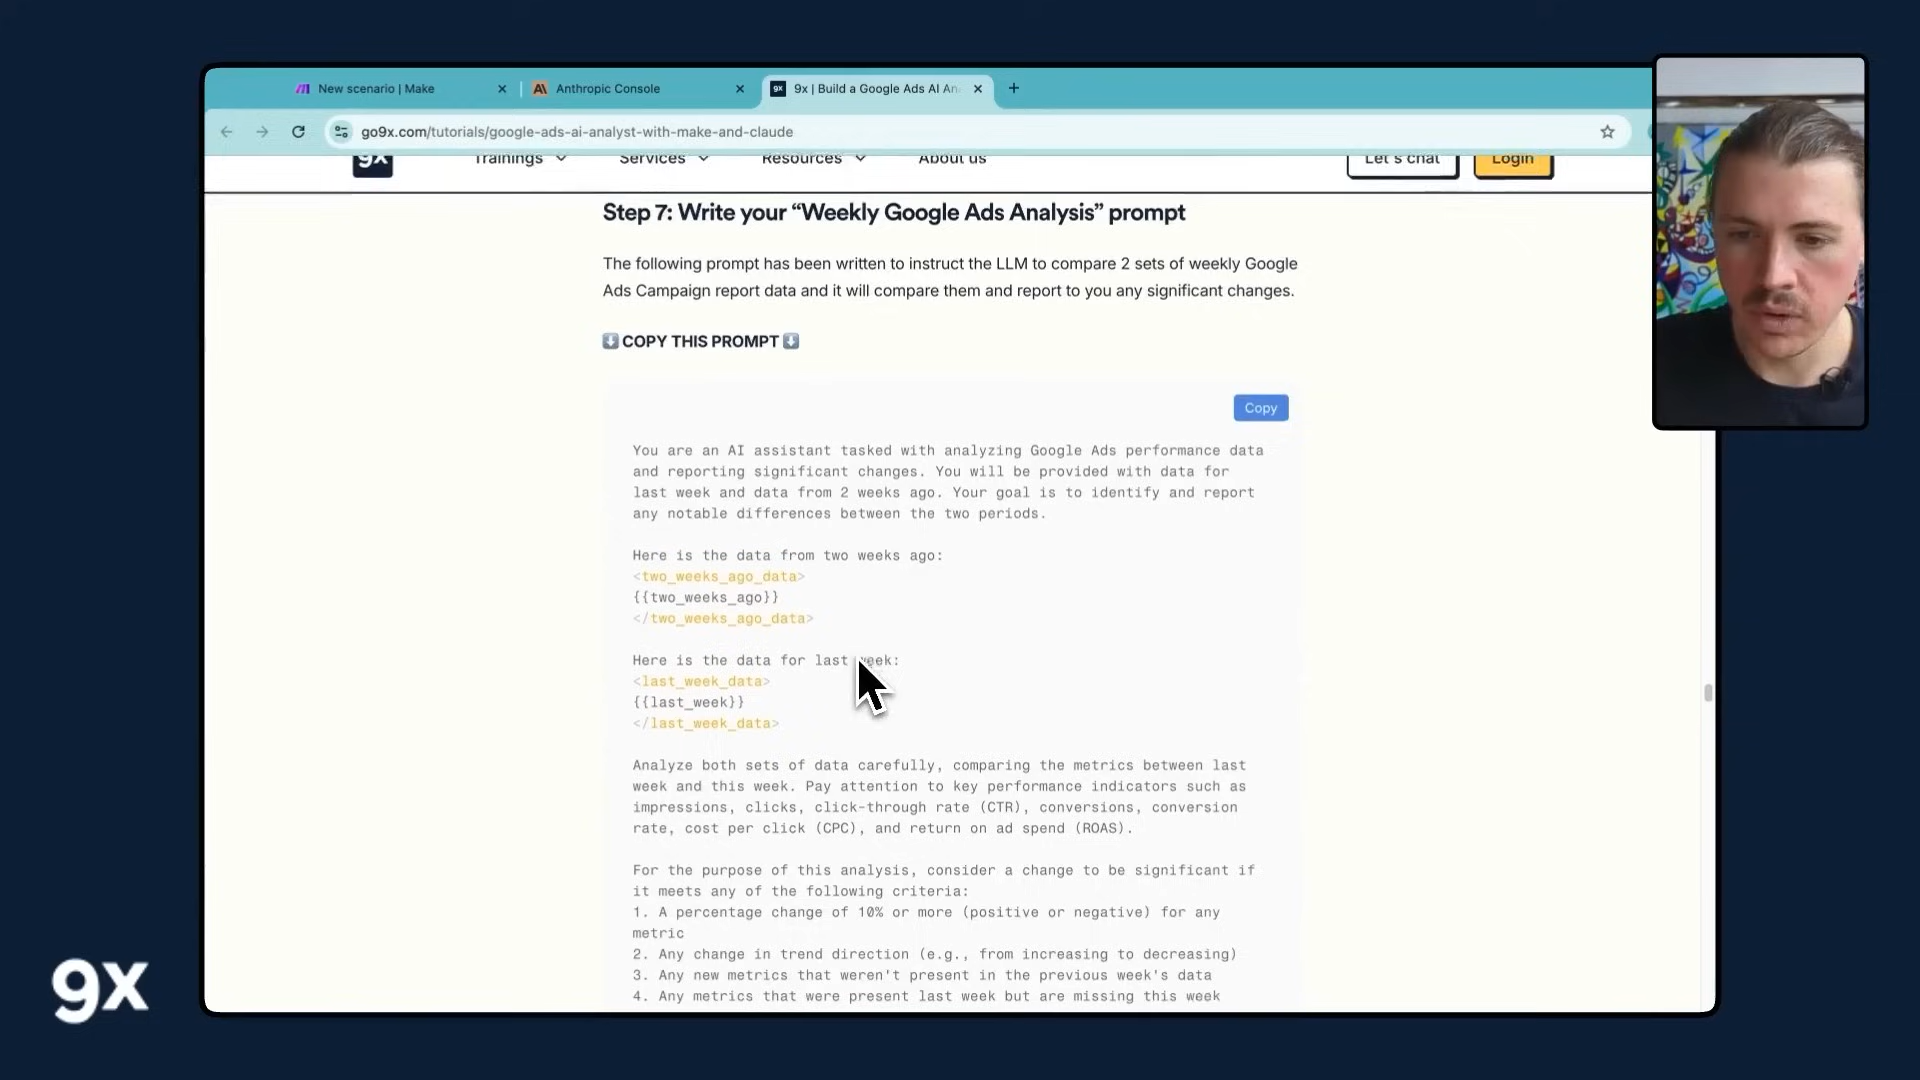 New scenario | Make
Anthropic Console
9x | Build a Google Ads AI An
go9x.com/tutorials/google-ads-ai-analyst-with-make-and-claude
9x
Trainings
Services
Resources
About us
Let's chat
Login
Step 7: Write your “Weekly Google Ads Analysis” prompt
The following prompt has been written to instruct the LLM to compare 2 sets of weekly Google
Ads Campaign report data and it will compare them and report to you any significant changes.
⬇️ COPY THIS PROMPT ⬇️
Copy
You are an AI assistant tasked with analyzing Google Ads performance data
and reporting significant changes. You will be provided with data for
last week and data from 2 weeks ago. Your goal is to identify and report
any notable differences between the two periods.
Here is the data from two weeks ago:
<two_weeks_ago_data>
{{two_weeks_ago}}
</two_weeks_ago_data>
Here is the data for last week:
<last_week_data>
{{last_week}}
</last_week_data>
Analyze both sets of data carefully, comparing the metrics between last
week and this week. Pay attention to key performance indicators such as
impressions, clicks, click-through rate (CTR), conversions, conversion
rate, cost per click (CPC), and return on ad spend (ROAS).
For the purpose of this analysis, consider a change to be significant if
it meets any of the following criteria:
1. A percentage change of 10% or more (positive or negative) for any
metric
2. Any change in trend direction (e.g., from increasing to decreasing)
3. Any new metrics that weren't present in the previous week's data
4. Any metrics that were present last week but are missing this week
9x